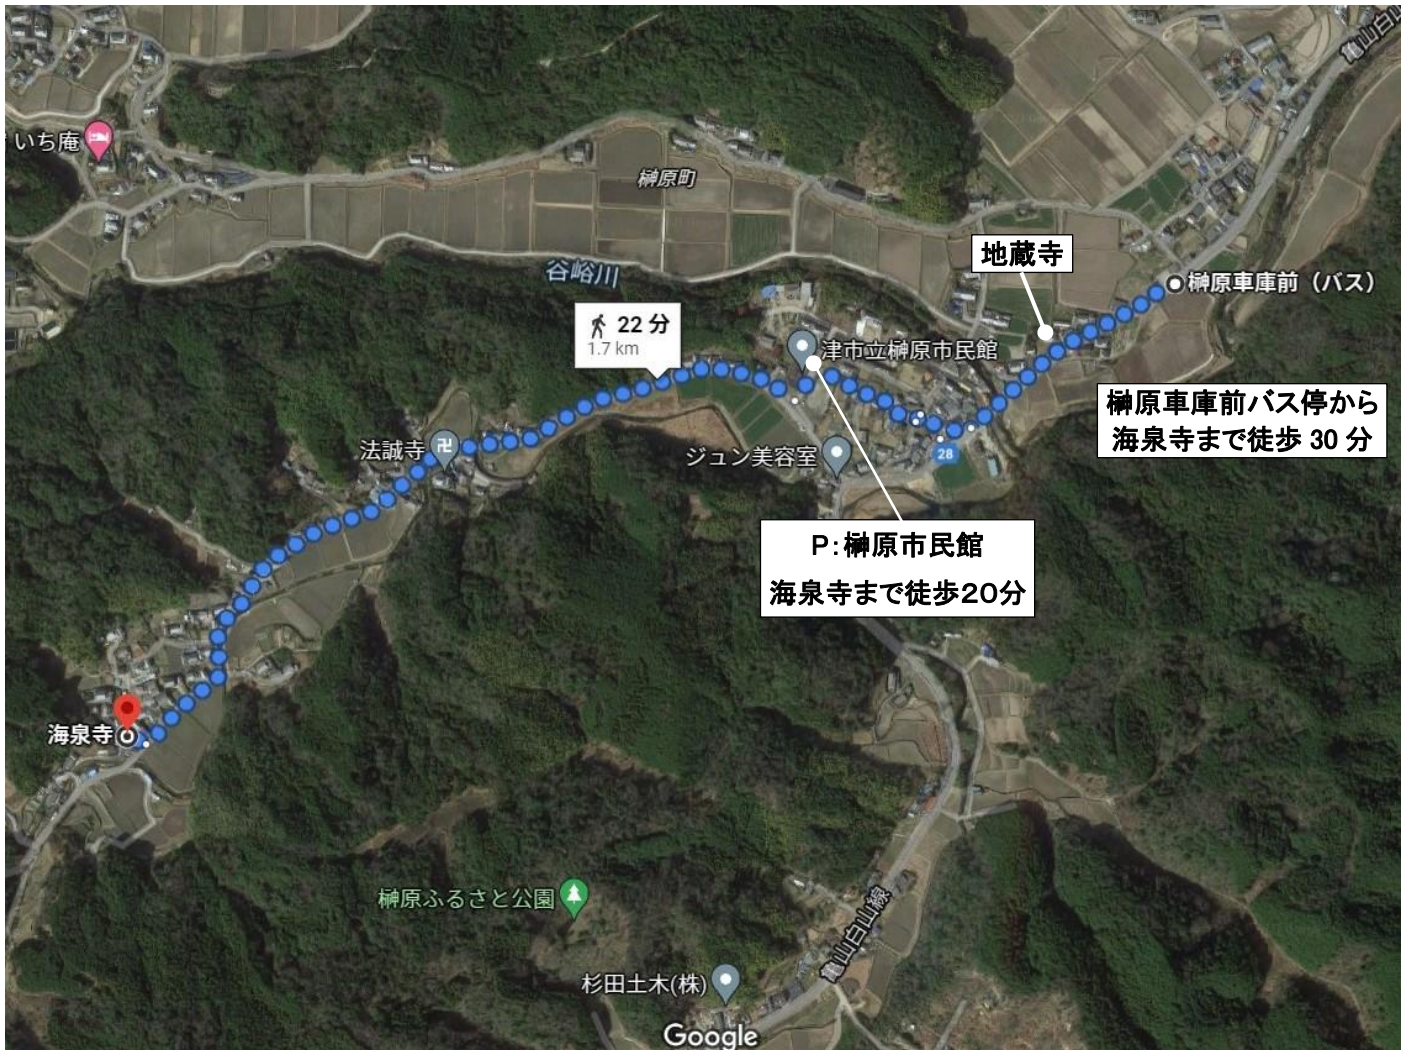 亀山白山
いち庵
榊原町
地蔵寺
谷峪川
榊原車庫前（バス）
22 分
1.7 km
津市立榊原市民館
榊原車庫前バス停から
海泉寺まで徒歩 30 分
法誠寺
卍
ジュン美容室
28
P:榊原市民館
海泉寺まで徒歩20分
海泉寺
榊原ふるさと公園
亀山白山線
杉田土木(株)
Google